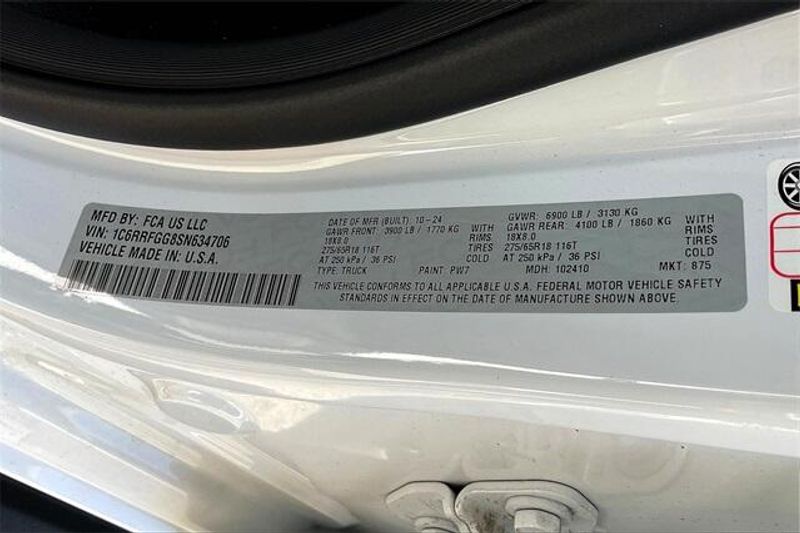 MFD BY: FCA US LLC
VIN: 1C6RRFGG8SN634706
VEHICLE MADE IN: U.S.A.
DATE OF MFR (BUILT): 10-24
GAWR FRONT: 3900 LB / 1770 KG WITH
18X8.0 RIMS
275/65R18 116T TIRES
AT 250 kPa / 36 PSI COLD
TYPE: TRUCK PAINT: PW7
GVWR: 6900 LB / 3130 KG
GAWR REAR: 4100 LB / 1860 KG WITH
18X8.0 RIMS
275/65R18 116T TIRES
AT 250 kPa / 36 PSI COLD
MDH: 102410 MKT: 875
THIS VEHICLE CONFORMS TO ALL APPLICABLE U.S.A. FEDERAL MOTOR VEHICLE SAFETY
STANDARDS IN EFFECT ON THE DATE OF MANUFACTURE SHOWN ABOVE.